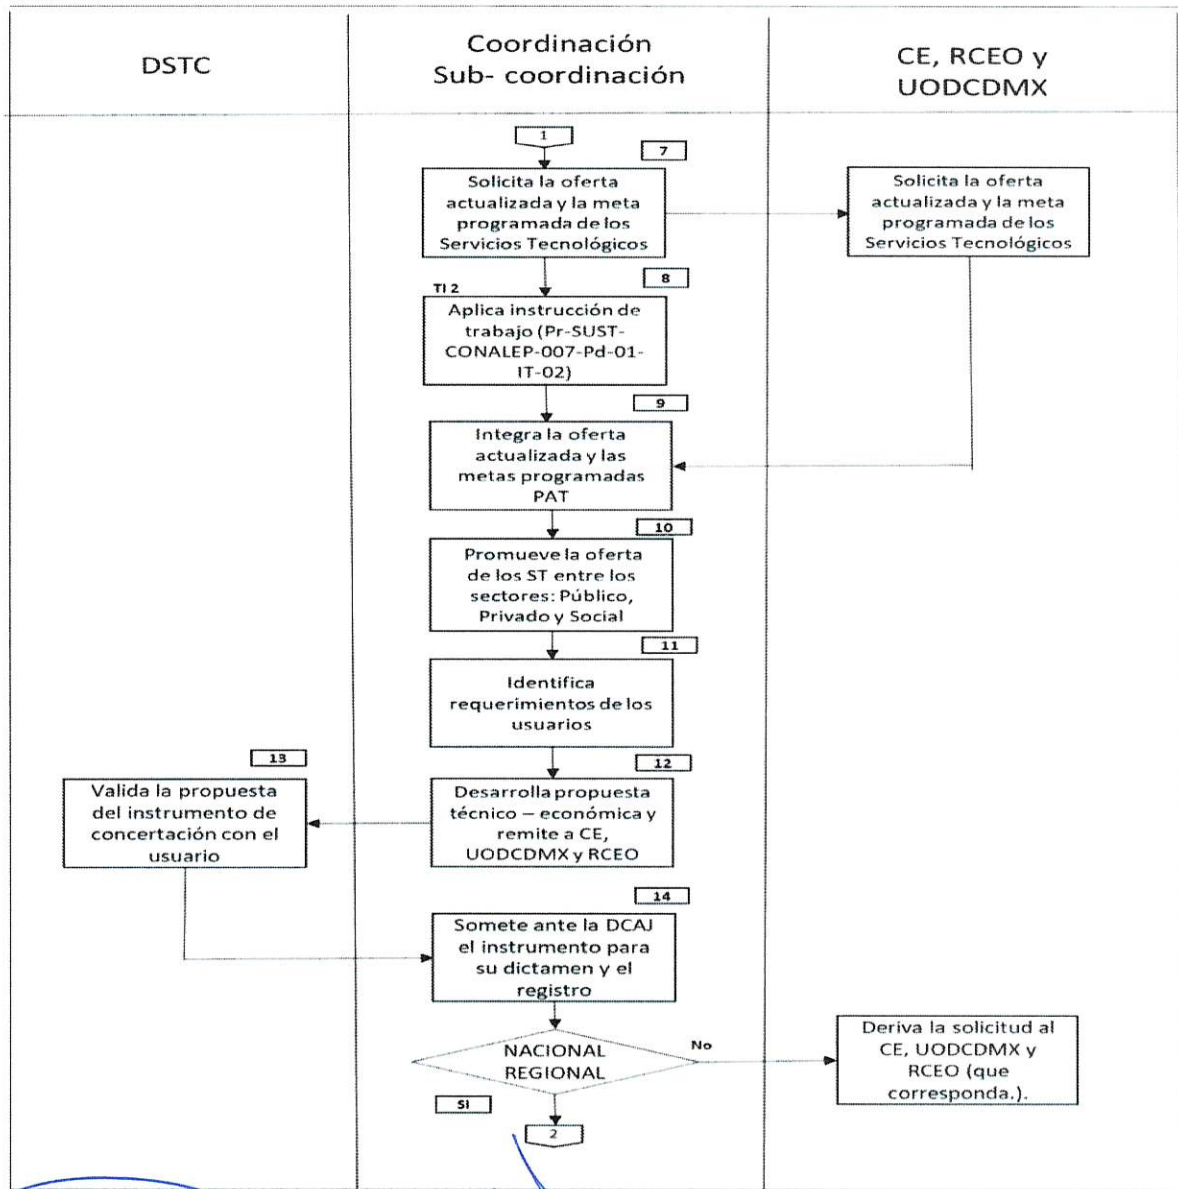 DSTC
Coordinación
Sub- coordinación
CE, RCEO y
UODCDMX
1
7
Solicita la oferta
actualizada y la meta
programada de los
Servicios Tecnológicos
Solicita la oferta
actualizada y la meta
programada de los
Servicios Tecnológicos
8
TI 2
Aplica instrucción de
trabajo (Pr-SUST-
CONALEP-007-Pd-01-
IT-02)
9
Integra la oferta
actualizada y las
metas programadas
PAT
10
Promueve la oferta
de los ST entre los
sectores: Público,
Privado y Social
11
Identifica
requerimientos de los
usuarios
12
Desarrolla propuesta
técnico – económica y
remite a CE,
UODCDMX y RCEO
13
Valida la propuesta
del instrumento de
concertación con el
usuario
14
Somete ante la DCAJ
el instrumento para
su dictamen y el
registro
NACIONAL
REGIONAL
No
Deriva la solicitud al
CE, UODCDMX y
RCEO (que
corresponda.).
SI
2